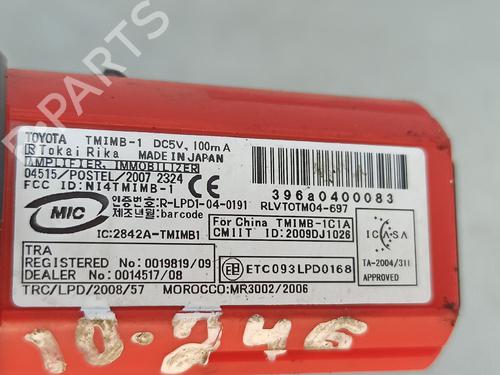 TOYOTA TMIMB-1 DC5V, 100mA
Tokai Rika MADE IN JAPAN
AMPLIFIER, IMMOBILIZER
04515/POSTEL/2007 2324
FCC ID:NI4TMIMB-1
CE
396a0400083
MIC
인증번호:R-LPD1-04-0191
RLVTOTM04-697
제조년월:barcode
IC:2842A-TMIMB1
For China TMIMB-1C1A
CMIIT ID:2009DJ1026
ICASA
TA-2004/311
APPROVED
TRA
REGISTERED No:0019819/09
DEALER No:0014517/08
ETC093LPD0168
TRC/LPD/2008/57 MOROCCO:MR3002/2006
10-246
B-PARTS